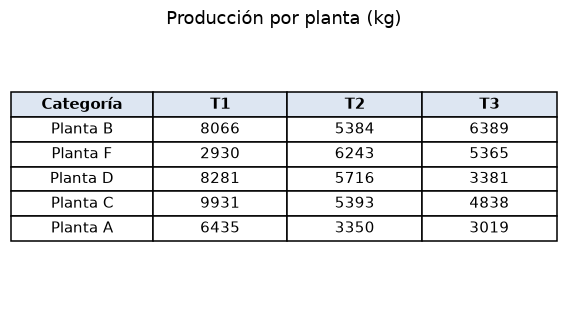 Producción por planta (kg)
Categoría T1 T2 T3
Planta B 8066 5384 6389
Planta F 2930 6243 5365
Planta D 8281 5716 3381
Planta C 9931 5393 4838
Planta A 6435 3350 3019